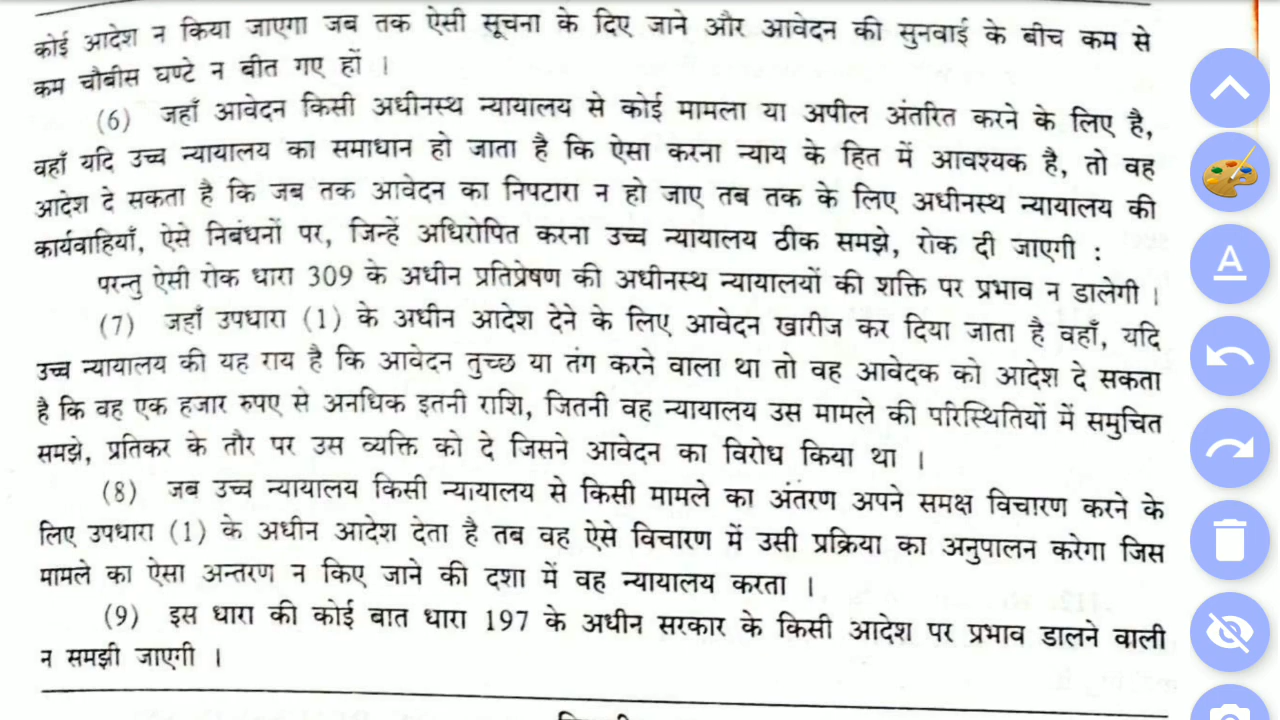 कोई आदेश न किया जाएगा जब तक ऐसी सूचना के दिए जाने और आवेदन की सुनवाई के बीच कम से
कम चौबीस घण्टे न बीत गए हों ।
(6) जहाँ आवेदन किसी अधीनस्थ न्यायालय से कोई मामला या अपील अंतरित करने के लिए है,
वहाँ यदि उच्च न्यायालय का समाधान हो जाता है कि ऐसा करना न्याय के हित में आवश्यक है, तो वह
आदेश दे सकता है कि जब तक आवेदन का निपटारा न हो जाए तब तक के लिए अधीनस्थ न्यायालय की
कार्यवाहियाँ, ऐसे निबंधनों पर, जिन्हें अधिरोपित करना उच्च न्यायालय ठीक समझे, रोक दी जाएगी :
परन्तु ऐसी रोक धारा 309 के अधीन प्रतिप्रेषण की अधीनस्थ न्यायालयों की शक्ति पर प्रभाव न डालेगी ।
(7) जहाँ उपधारा (1) के अधीन आदेश देने के लिए आवेदन खारीज कर दिया जाता है वहाँ, यदि
उच्च न्यायालय की यह राय है कि आवेदन तुच्छ या तंग करने वाला था तो वह आवेदक को आदेश दे सकता
है कि वह एक हजार रुपए से अनधिक इतनी राशि, जितनी वह न्यायालय उस मामले की परिस्थितियों में समुचित
समझे, प्रतिकर के तौर पर उस व्यक्ति को दे जिसने आवेदन का विरोध किया था ।
(8) जब उच्च न्यायालय किसी न्यायालय से किसी मामले का अंतरण अपने समक्ष विचारण करने के
लिए उपधारा (1) के अधीन आदेश देता है तब वह ऐसे विचारण में उसी प्रक्रिया का अनुपालन करेगा जिस
मामले का ऐसा अन्तरण न किए जाने की दशा में वह न्यायालय करता ।
(9) इस धारा की कोई बात धारा 197 के अधीन सरकार के किसी आदेश पर प्रभाव डालने वाली
न समझी जाएगी ।
A